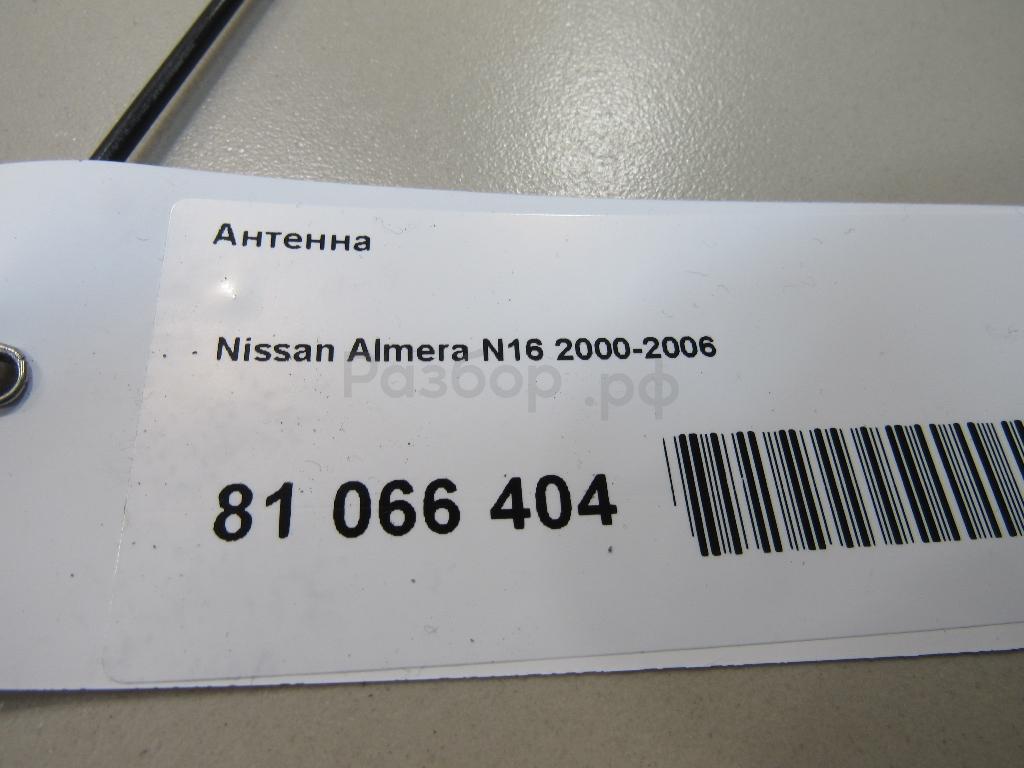 Антенна
Nissan Almera N16 2000-2006
Разбор.рф
81 066 404